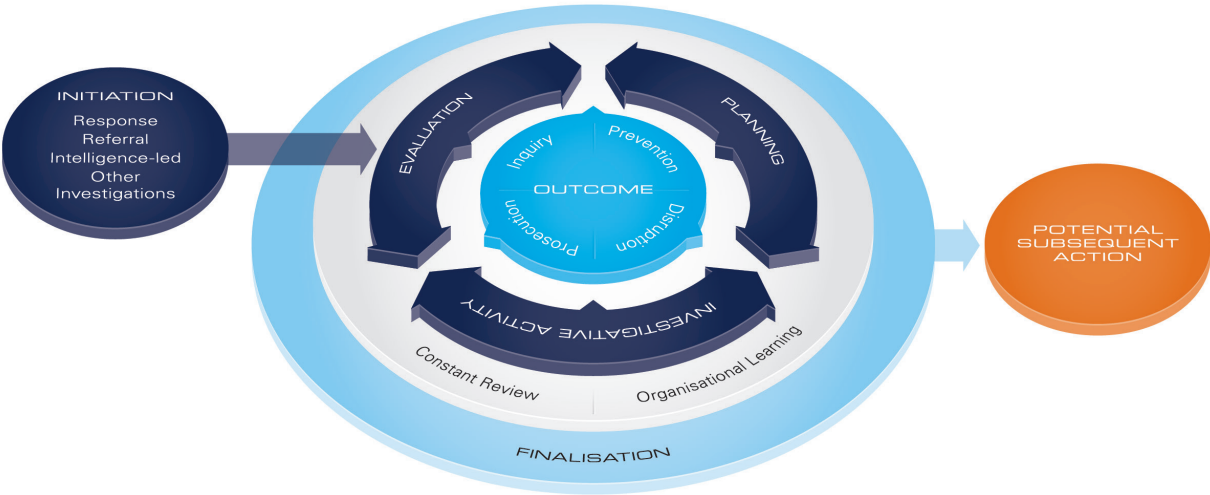 INITIATION
Response
Referral
Intelligence-led
Other
Investigations
EVALUATION
PLANNING
INVESTIGATIVE ACTIVITY
Inquiry
Prevention
OUTCOME
Prosecution
Disruption
Constant Review
Organisational Learning
FINALISATION
POTENTIAL
SUBSEQUENT
ACTION